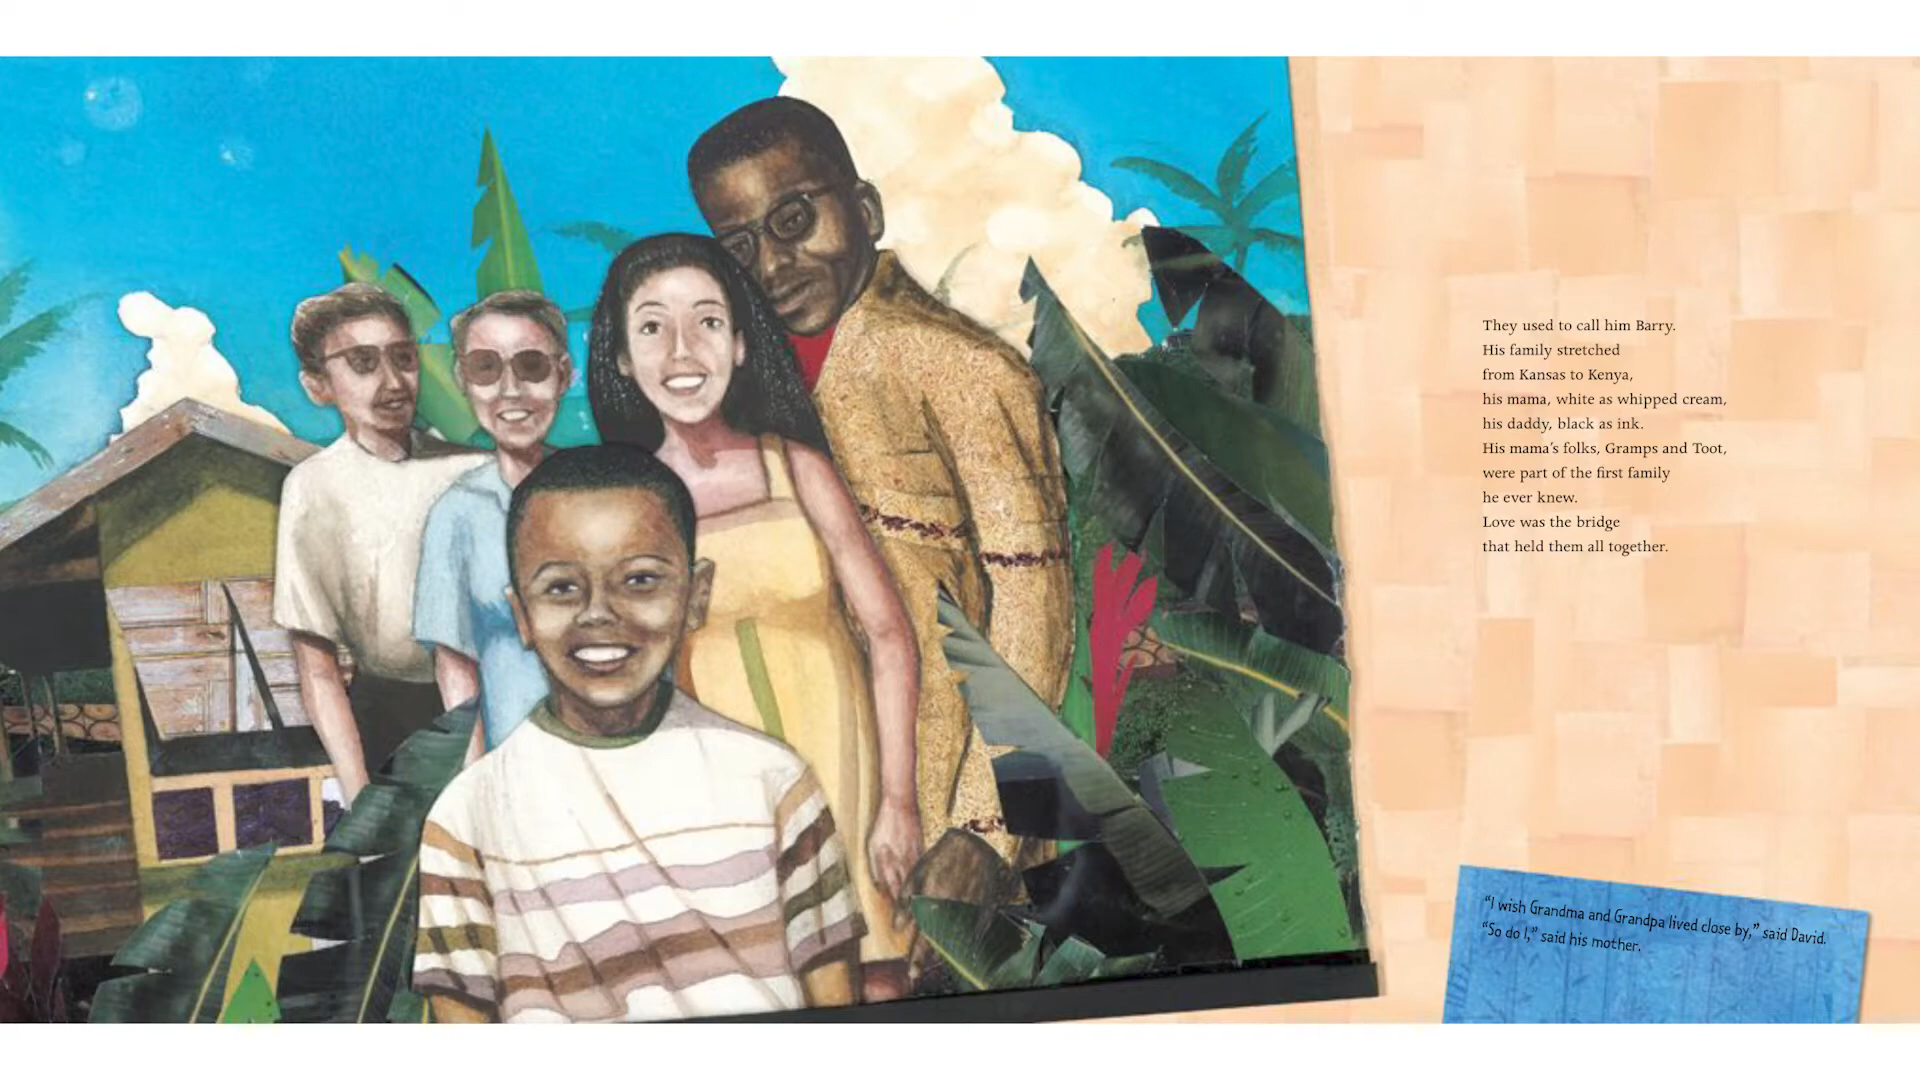 They used to call him Barry.
His family stretched
from Kansas to Kenya,
his mama, white as whipped cream,
his daddy, black as ink.
His mama’s folks, Gramps and Toot,
were part of the first family
he ever knew.
Love was the bridge
that held them all together.
“I wish Grandma and Grandpa lived close by,” said David.
“So do I,” said his mother.